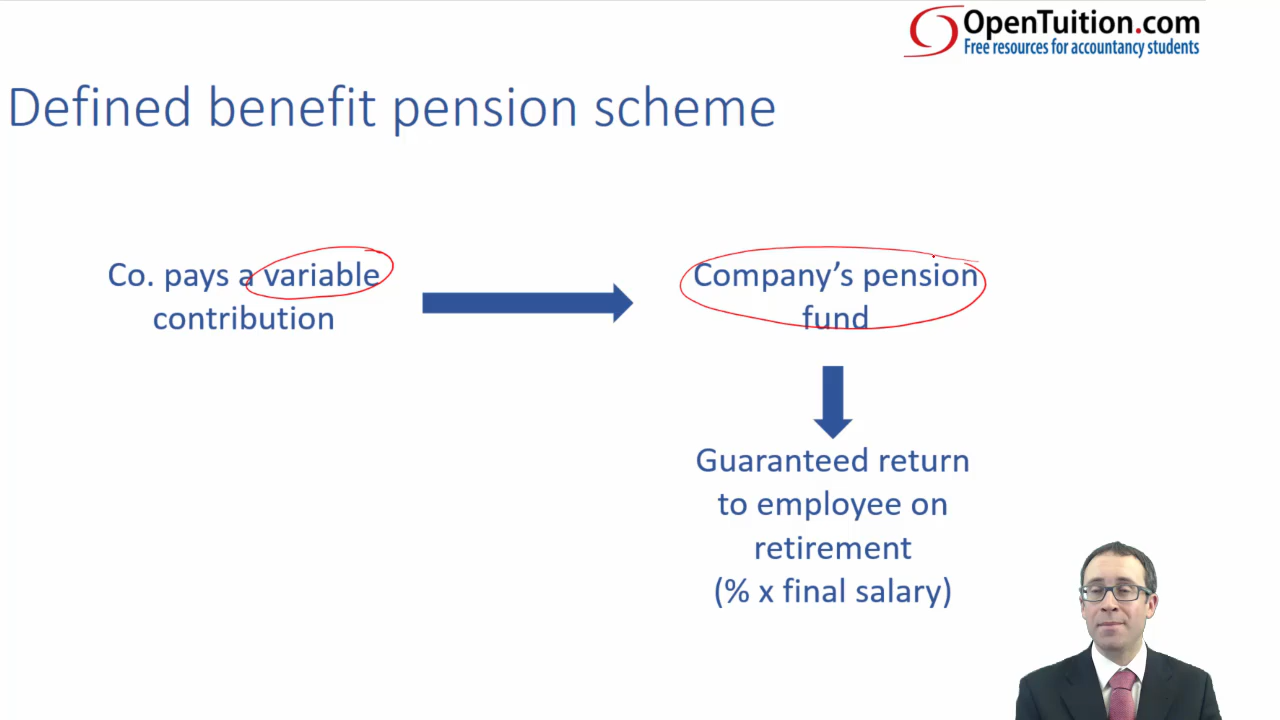 OpenTuition.com
Free resources for accountancy students
Defined benefit pension scheme
Co. pays a variable
contribution
Company’s pension
fund
Guaranteed return
to employee on
retirement
(% x final salary)